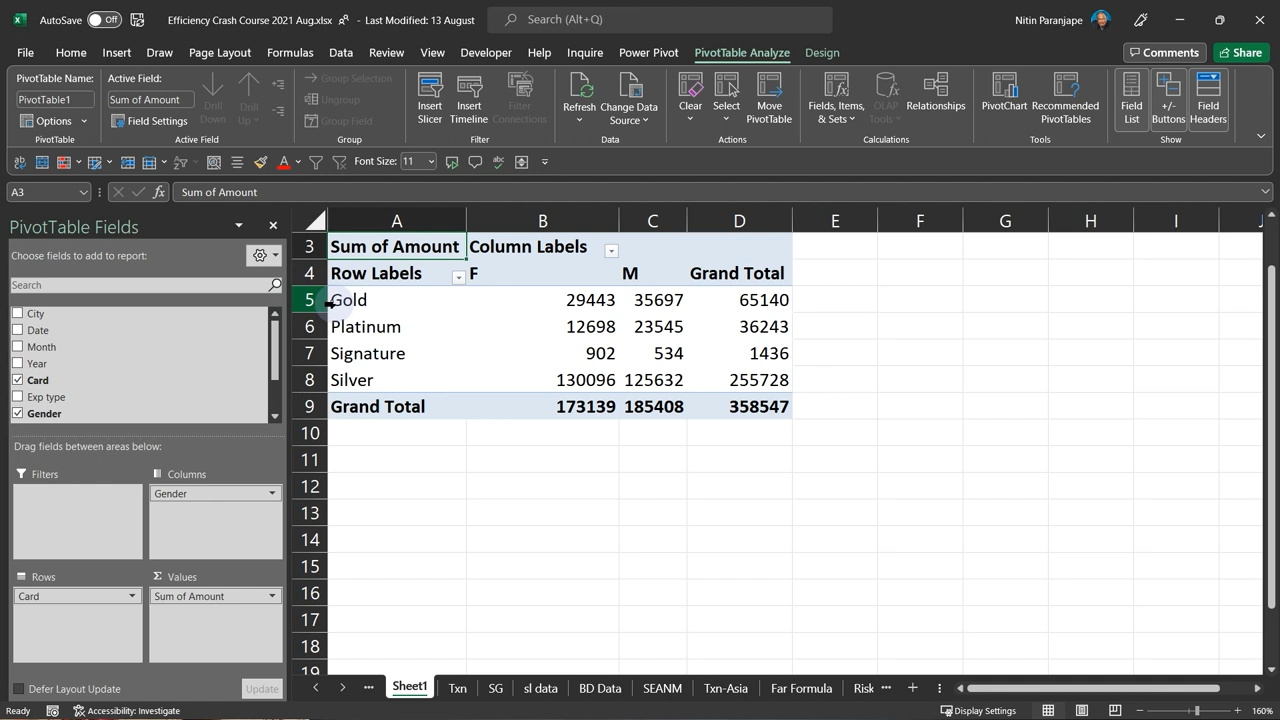 AutoSave Off Efficiency Crash Course 2021 Aug.xlsx - Last Modified: 13 August Search (Alt+Q) Nitin Paranjape
File Home Insert Draw Page Layout Formulas Data Review View Developer Help Inquire Power Pivot PivotTable Analyze Design Comments Share
PivotTable Name:
PivotTable1
Options
PivotTable
Active Field:
Sum of Amount
Field Settings
Drill Down
Drill Up
Active Field
Group Selection
Ungroup
Group Field
Group
Insert Slicer
Insert Timeline
Filter Connections
Filter
Refresh
Change Data Source
Data
Clear
Select
Move PivotTable
Actions
Fields, Items, & Sets
OLAP Tools
Relationships
Calculations
PivotChart
Recommended PivotTables
Tools
Field List
+/- Buttons
Field Headers
Show
Font Size: 11
A3 fx Sum of Amount
PivotTable Fields
Choose fields to add to report:
Search
City
Date
Month
Year
Card
Exp type
Gender
Drag fields between areas below:
Filters
Columns
Gender
Rows
Card
Σ Values
Sum of Amount
Defer Layout Update Update
A B C D E F G H I J
3 Sum of Amount Column Labels
4 Row Labels F M Grand Total
5 Gold 29443 35697 65140
6 Platinum 12698 23545 36243
7 Signature 902 534 1436
8 Silver 130096 125632 255728
9 Grand Total 173139 185408 358547
10
11
12
13
14
15
16
17
18
19
Sheet1 Txn SG sl data BD Data SEANM Txn-Asia Far Formula Risk
Ready Accessibility: Investigate Display Settings 160%